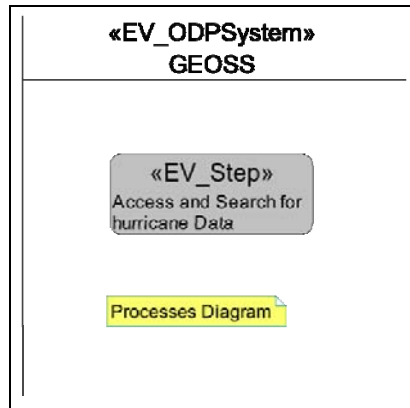 «EV_ODPSystem»
GEOSS
«EV_Step»
Access and Search for
hurricane Data
Processes Diagram